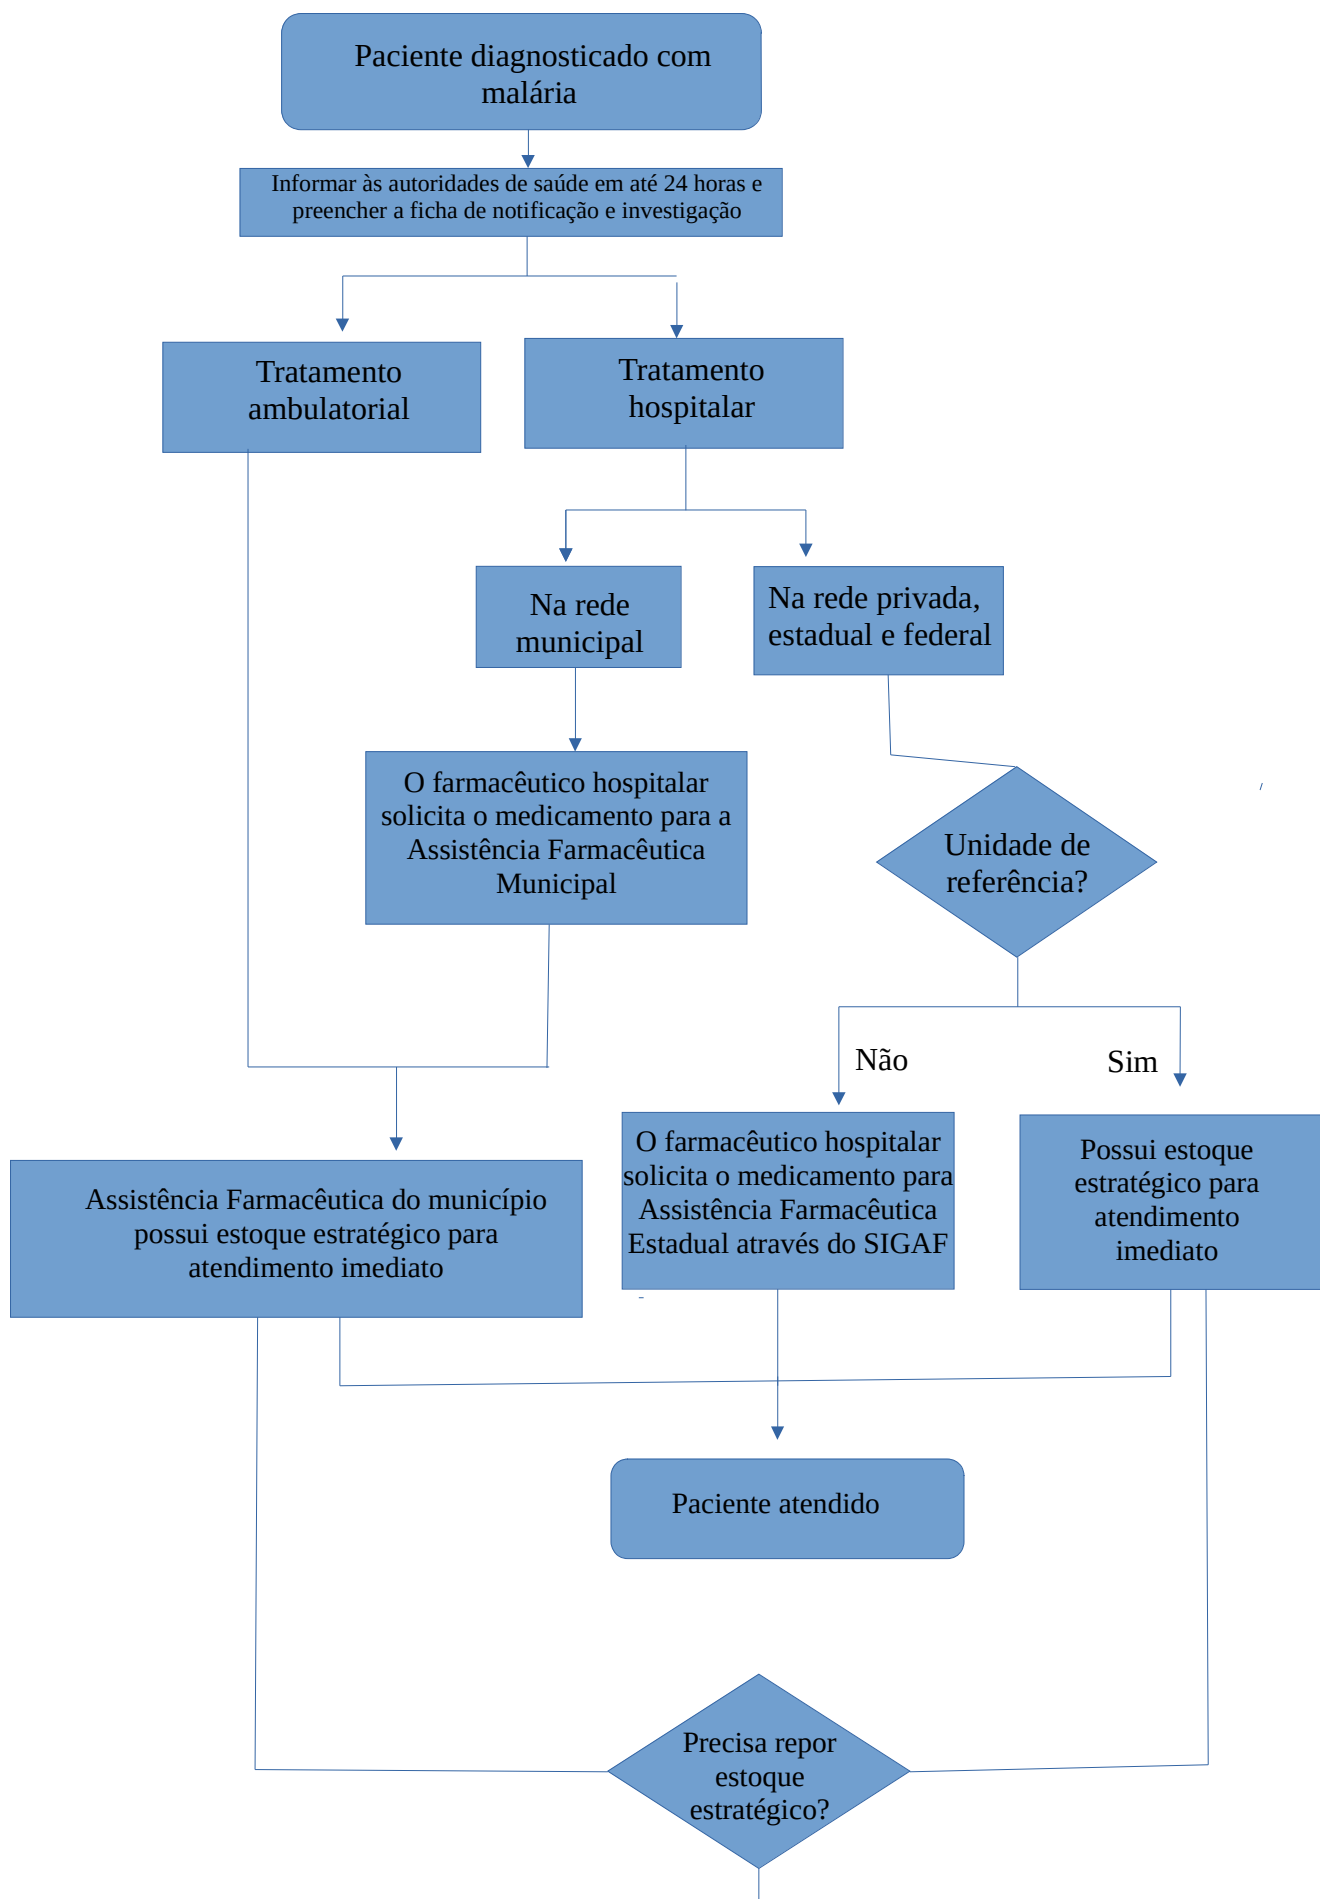 Paciente diagnosticado com
malária
Informar às autoridades de saúde em até 24 horas e
preencher a ficha de notificação e investigação
Tratamento
ambulatorial
Tratamento
hospitalar
Na rede
municipal
Na rede privada,
estadual e federal
O farmacêutico hospitalar
solicita o medicamento para a
Assistência Farmacêutica
Municipal
Unidade de
referência?
Não
Sim
Assistência Farmacêutica do município
possui estoque estratégico para
atendimento imediato
O farmacêutico hospitalar
solicita o medicamento para
Assistência Farmacêutica
Estadual através do SIGAF
Possui estoque
estratégico para
atendimento
imediato
Paciente atendido
Precisa repor
estoque
estratégico?